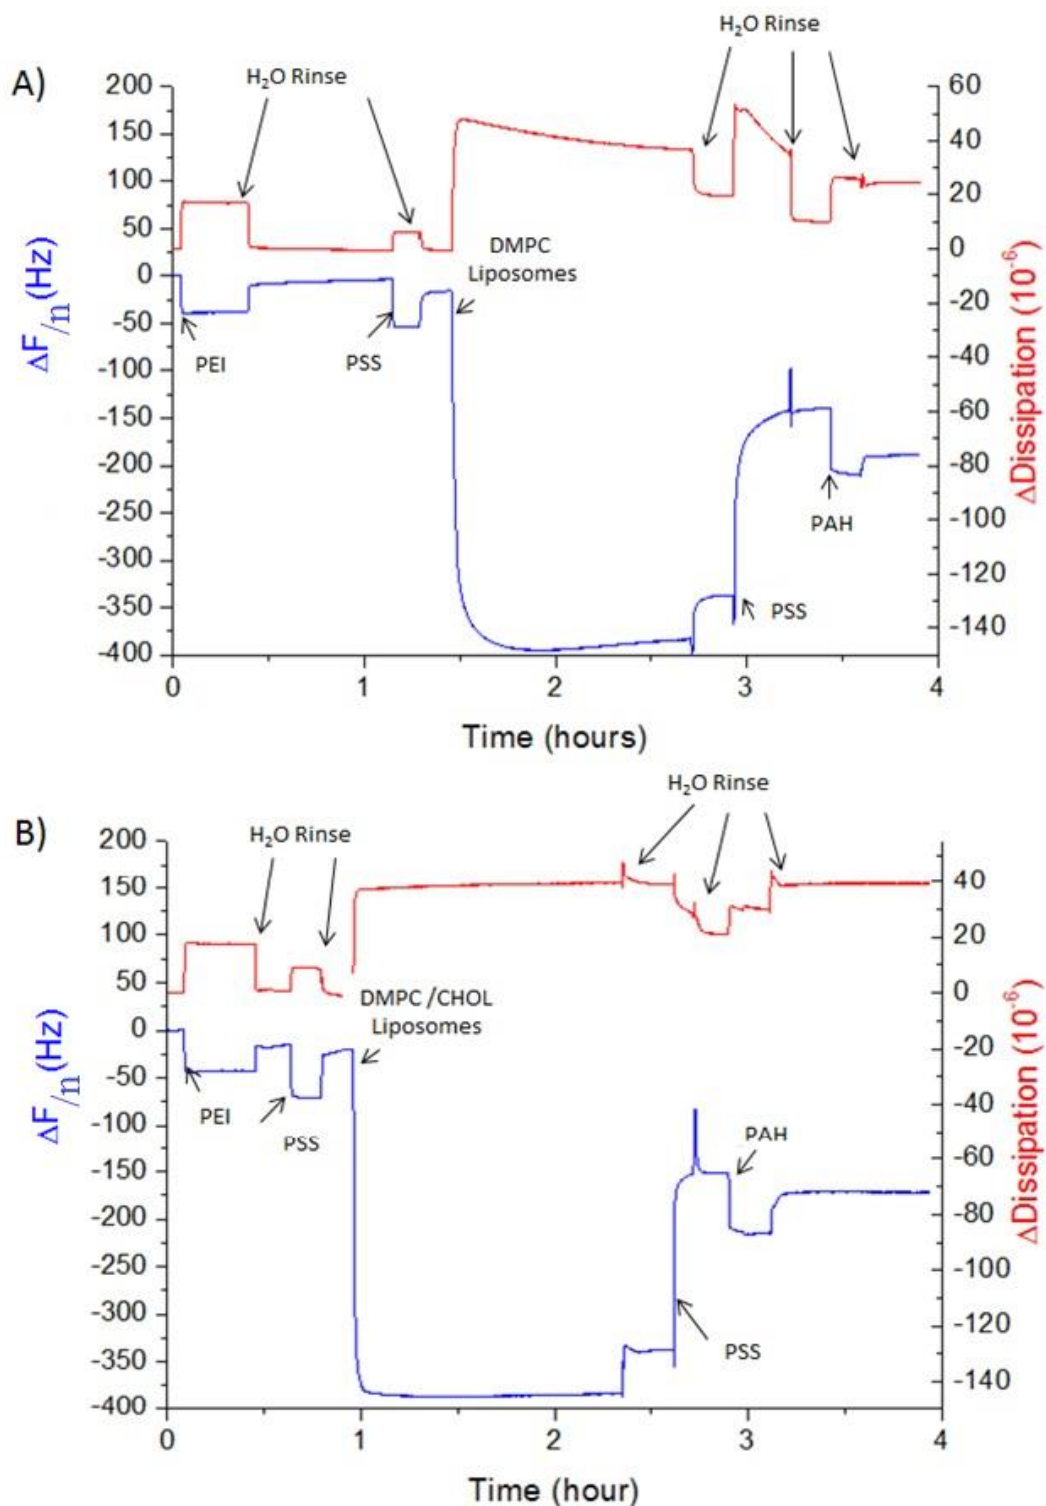 A)
H₂O Rinse
H₂O Rinse
200
150
100
50
0
-50
-100
-150
-200
-250
-300
-350
-400
ΔF/n(Hz)
60
40
20
0
-20
-40
-60
-80
-100
-120
-140
ΔDissipation (10⁻⁶)
DMPC
Liposomes
PEI
PSS
PAH
PSS
0 1 2 3 4
Time (hours)
B)
H₂O Rinse
H₂O Rinse
200
150
100
50
0
-50
-100
-150
-200
-250
-300
-350
-400
ΔF/n(Hz)
40
20
0
-20
-40
-60
-80
-100
-120
-140
ΔDissipation (10⁻⁶)
DMPC /CHOL
Liposomes
PEI
PSS
PAH
PSS
0 1 2 3 4
Time (hour)